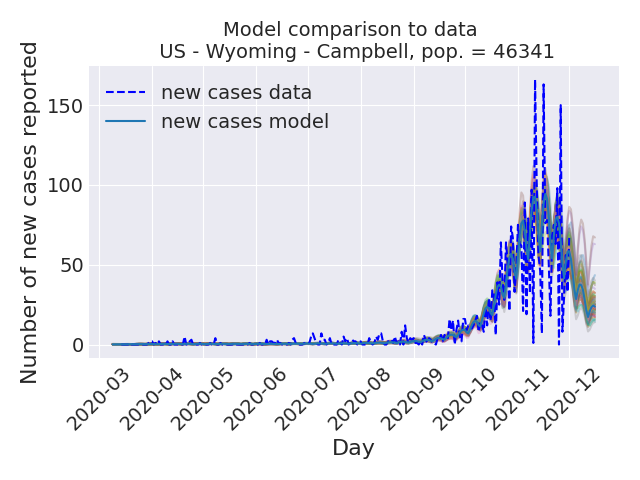 Model comparison to data
US - Wyoming - Campbell, pop. = 46341
Number of new cases reported
150
100
50
0
new cases data
new cases model
2020-03
2020-04
2020-05
2020-06
2020-07
2020-08
2020-09
2020-10
2020-11
2020-12
Day